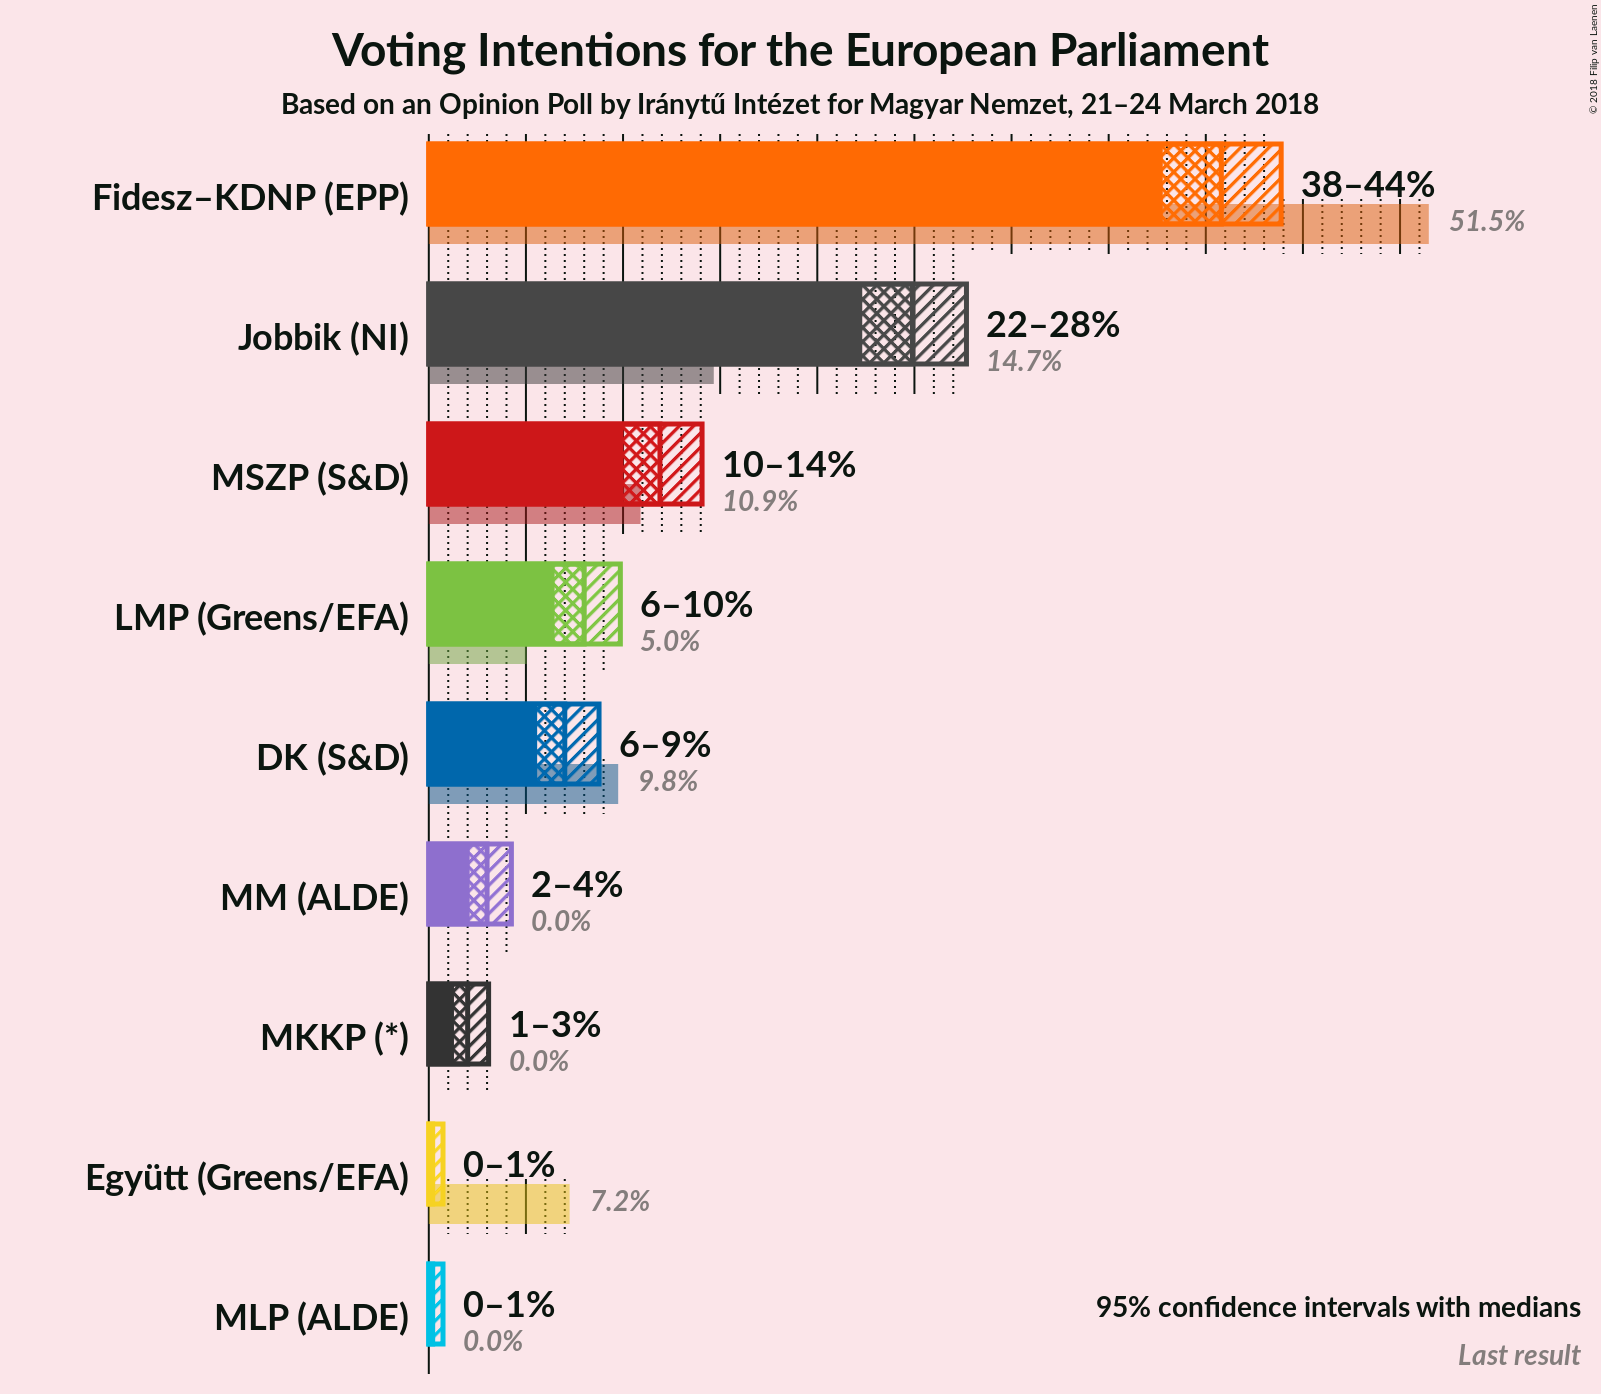 Voting Intentions for the European Parliament
Based on an Opinion Poll by Iránytű Intézet for Magyar Nemzet, 21–24 March 2018
© 2018 Filip van Laenen
Fidesz–KDNP (EPP)
38–44%
51.5%
Jobbik (NI)
22–28%
14.7%
MSZP (S&D)
10–14%
10.9%
LMP (Greens/EFA)
6–10%
5.0%
DK (S&D)
6–9%
9.8%
MM (ALDE)
2–4%
0.0%
MKKP (*)
1–3%
0.0%
Együtt (Greens/EFA)
0–1%
7.2%
MLP (ALDE)
0–1%
0.0%
95% confidence intervals with medians
Last result